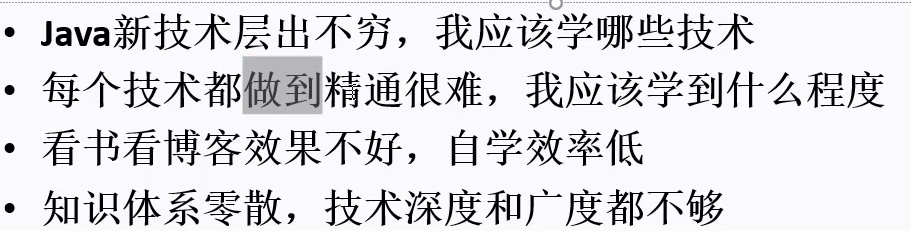 • Java新技术层出不穷，我应该学哪些技术
• 每个技术都做到精通很难，我应该学到什么程度
• 看书看博客效果不好，自学效率低
• 知识体系零散，技术深度和广度都不够